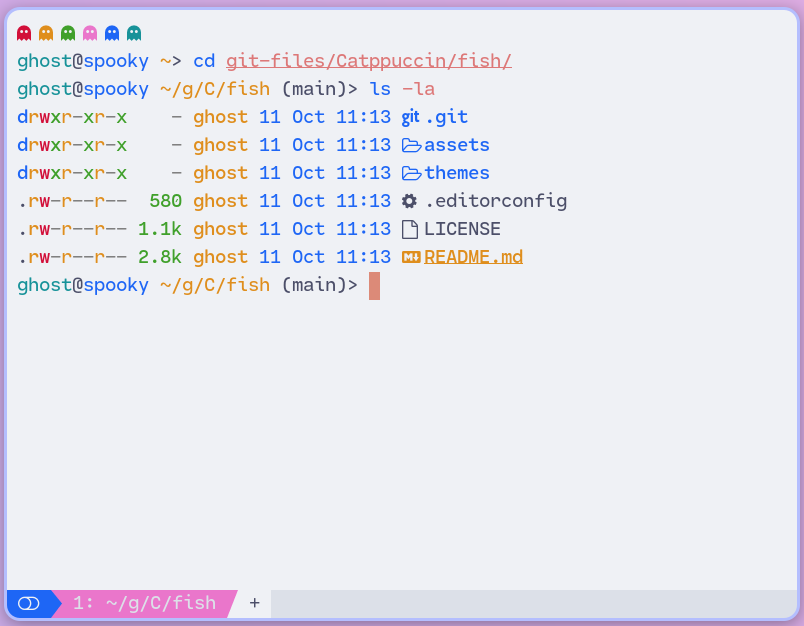 ghost@spooky ~> cd git-files/Catppuccin/fish/
ghost@spooky ~/g/C/fish (main)> ls -la
drwxr-xr-x    - ghost 11 Oct 11:13 git .git
drwxr-xr-x    - ghost 11 Oct 11:13 assets
drwxr-xr-x    - ghost 11 Oct 11:13 themes
.rw-r--r--  580 ghost 11 Oct 11:13 .editorconfig
.rw-r--r-- 1.1k ghost 11 Oct 11:13 LICENSE
.rw-r--r-- 2.8k ghost 11 Oct 11:13 README.md
ghost@spooky ~/g/C/fish (main)>
1: ~/g/C/fish +